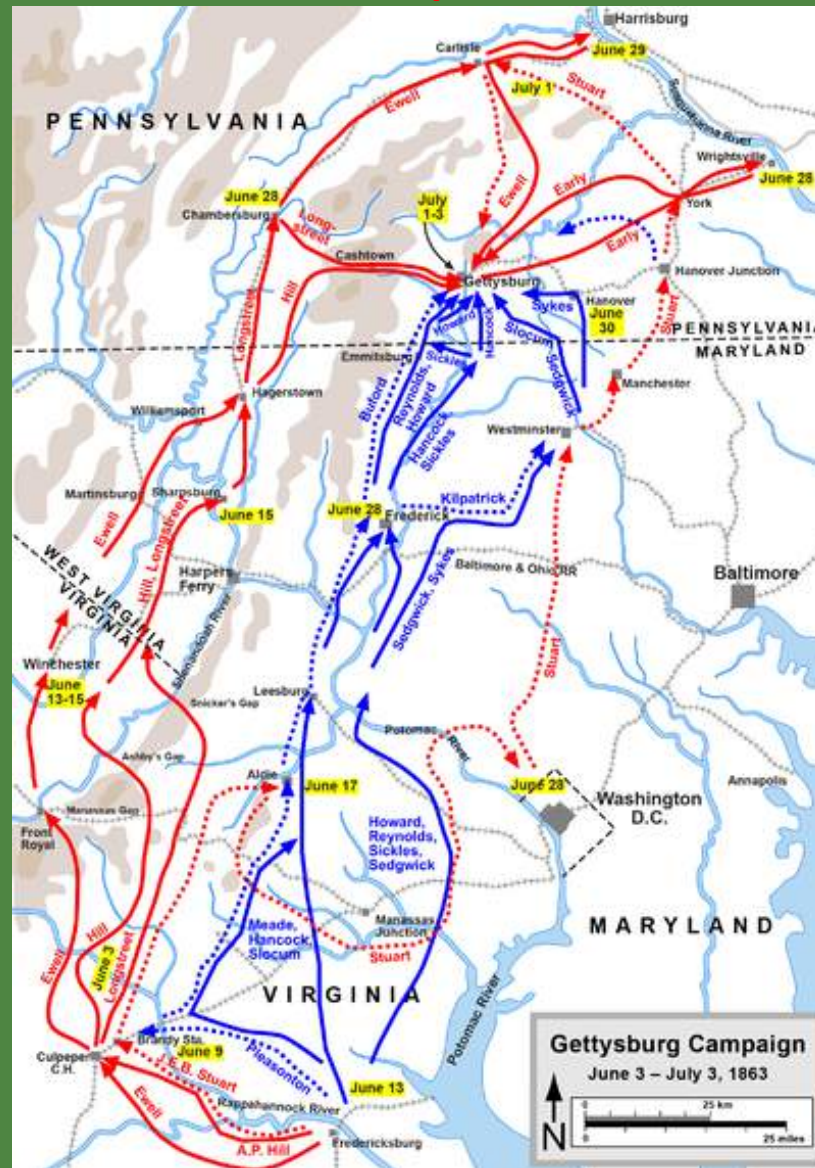 Harrisburg
Carlisle
June 29
Stuart
July 1
Susquehanna River
Ewell
PENNSYLVANIA
Wrightsville
June 28
June 28
Chambersburg
July
1-3
Ewell
Early
York
Long-
street
Cashtown
Early
Hill
Gettysburg
Hanover Junction
Longstreet
Howard
Hancock
Sykes
Hanover
June
30
Stuart
Slocum
PENNSYLVANIA
MARYLAND
Emmitsburg
Sickles
Sedgwick
Manchester
Hagerstown
Buford
Reynolds,
Howard
Hancock,
Sickles
Williamsport
Westminster
Martinsburg
Sharpsburg
Kilpatrick
June 15
June 28
Frederick
Ewell
Hill, Longstreet
Sedgwick, Sykes
Baltimore & Ohio RR
Baltimore
WEST VIRGINIA
VIRGINIA
Harpers
Ferry
Shenandoah River
Stuart
Winchester
June
13-15
Leesburg
Snicker's Gap
Potomac
River
Ashby's Gap
Aldie
June 17
June 28
Annapolis
Washington
D.C.
Manassas Gap
Front
Royal
Howard,
Reynolds,
Sickles,
Sedgwick
Manassas
Junction
MARYLAND
Meade,
Hancock,
Slocum
Stuart
Ewell
Hill
June 3
Longstreet
VIRGINIA
Potomac River
Brandy Sta.
June 9
Pleasonton
Culpeper
C.H.
J.E.B. Stuart
June 13
Rappahannock River
Ewell
A.P. Hill
Fredericksburg
Gettysburg Campaign
June 3 – July 3, 1863
N
0 25 km
0 25 miles